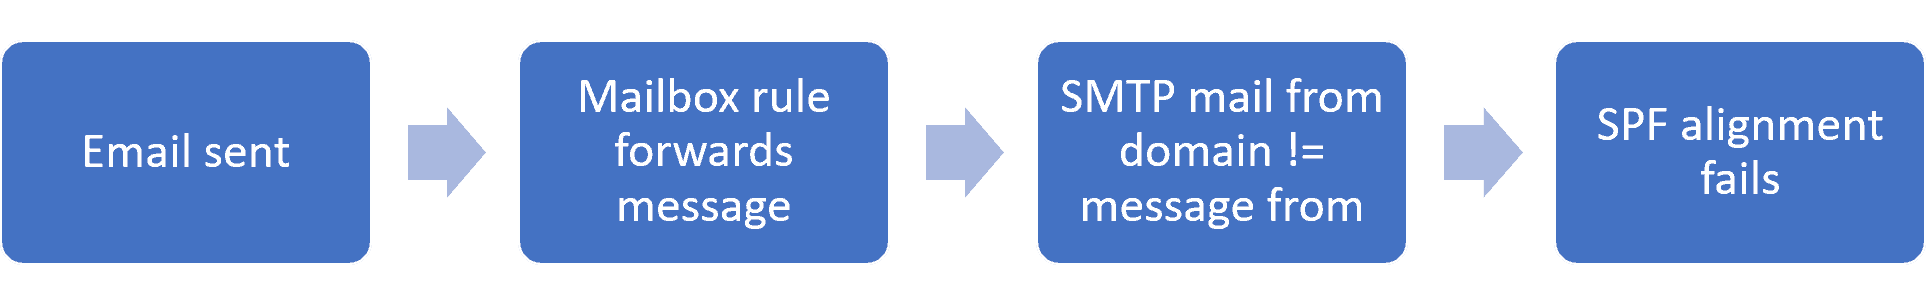 Email sent
Mailbox rule
forwards
message
SMTP mail from
domain !=
message from
SPF alignment
fails